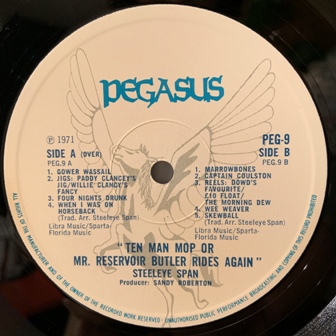 PEGASUS
℗ 1971
SIDE A (OVER)
PEG.9 A
1. GOWER WASSAIL
2. JIGS: PADDY CLANCEY'S
JIG/WILLIE CLANCY'S
FANCY
3. FOUR NIGHTS DRUNK
4. WHEN I WAS ON
HORSEBACK
(Trad. Arr. Steeleye Span)
Libra Music/Sparta-
Florida Music
PEG-9
SIDE B
PEG.9 B
1. MARROWBONES
2. CAPTAIN COULSTON
3. REELS: DOWD'S
FAVOURITE/
£10 FLOAT/
THE MORNING DEW
4. WEE WEAVER
5. SKEWBALL
(Trad. Arr. Steeleye Span)
Libra Music/Sparta-
Florida Music
"TEN MAN MOP OR
MR. RESERVOIR BUTLER RIDES AGAIN"
STEELEYE SPAN
Producer: SANDY ROBERTON
ALL RIGHTS OF THE MANUFACTURER AND OF THE OWNER OF THE RECORDED WORK RESERVED · UNAUTHORISED PUBLIC PERFORMANCE, BROADCASTING AND COPYING OF THIS RECORD PROHIBITED